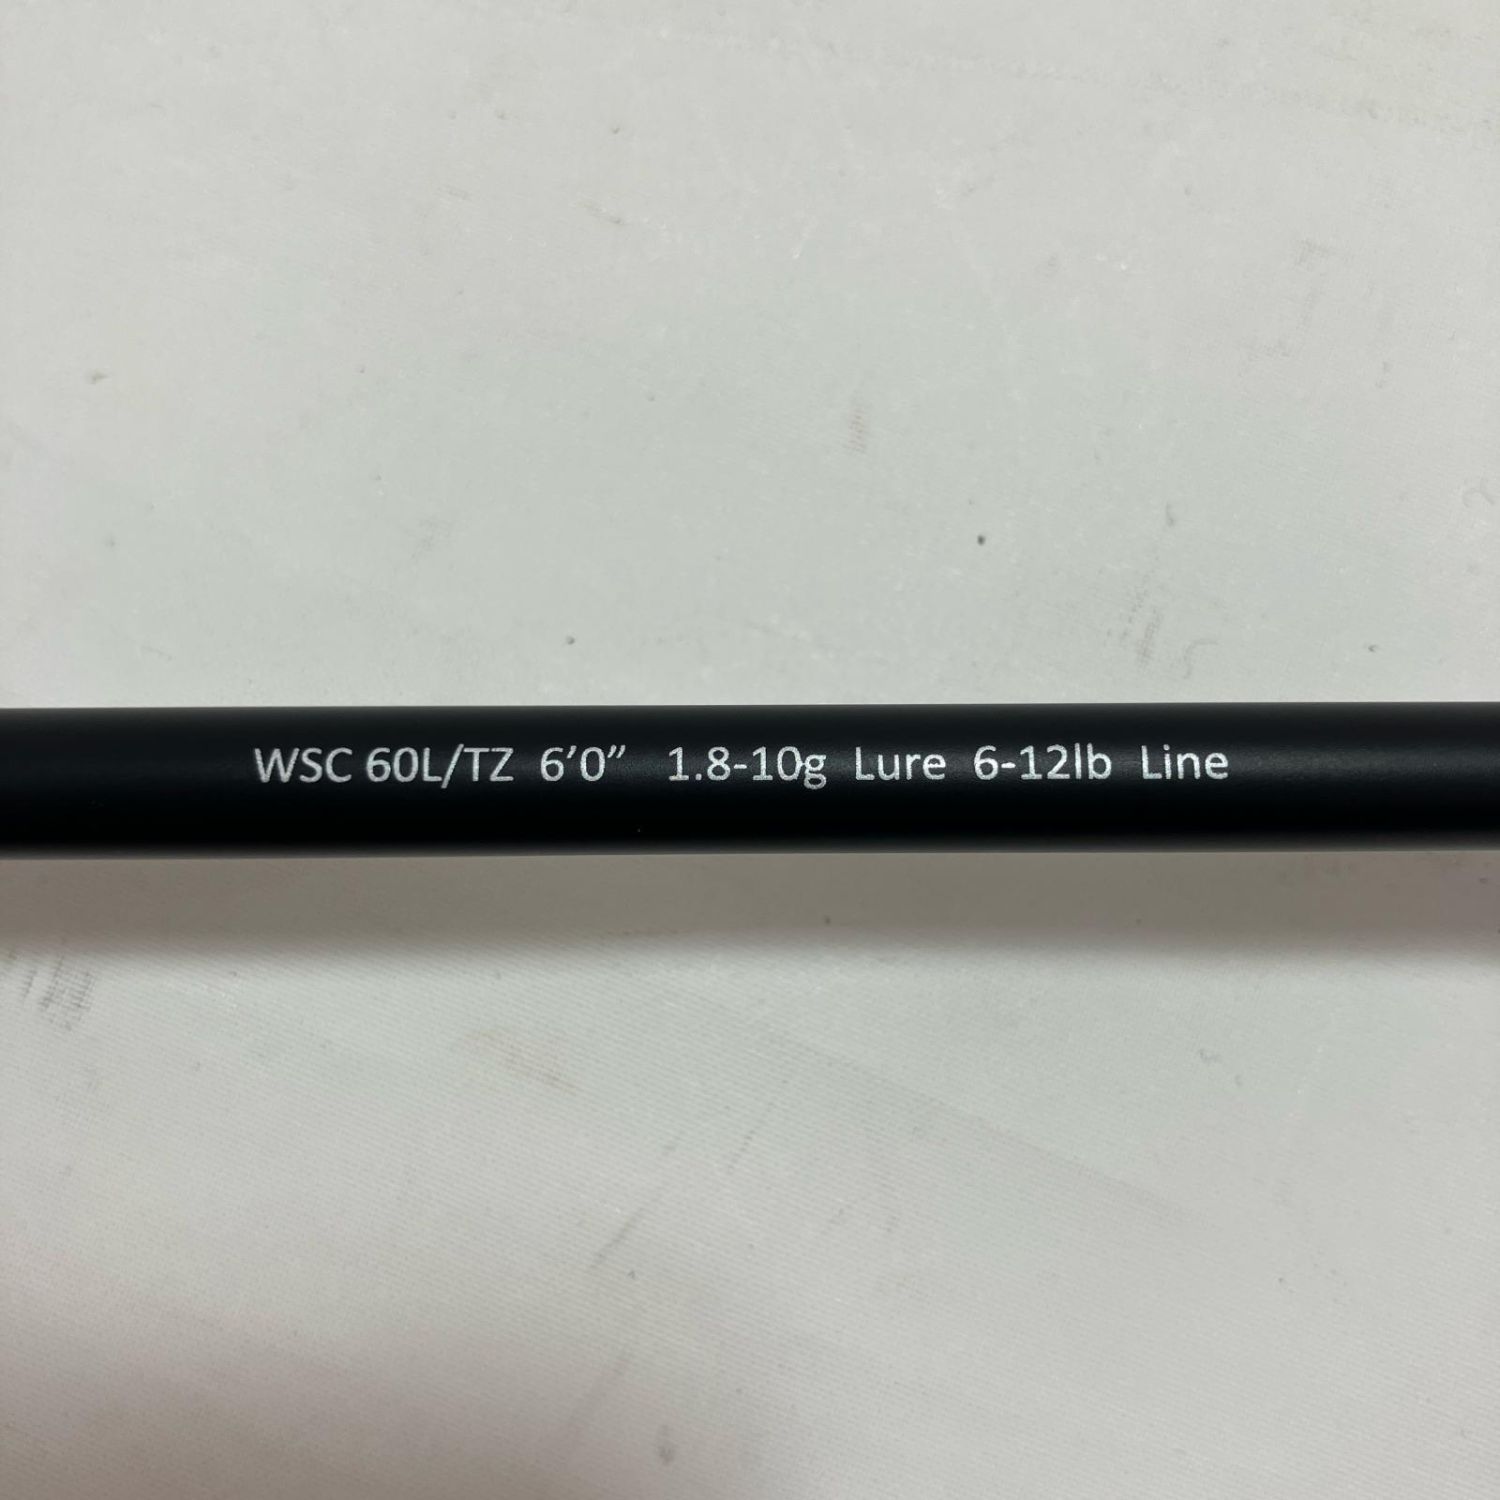 WSC 60L/TZ 6’0” 1.8-10g Lure 6-12lb Line